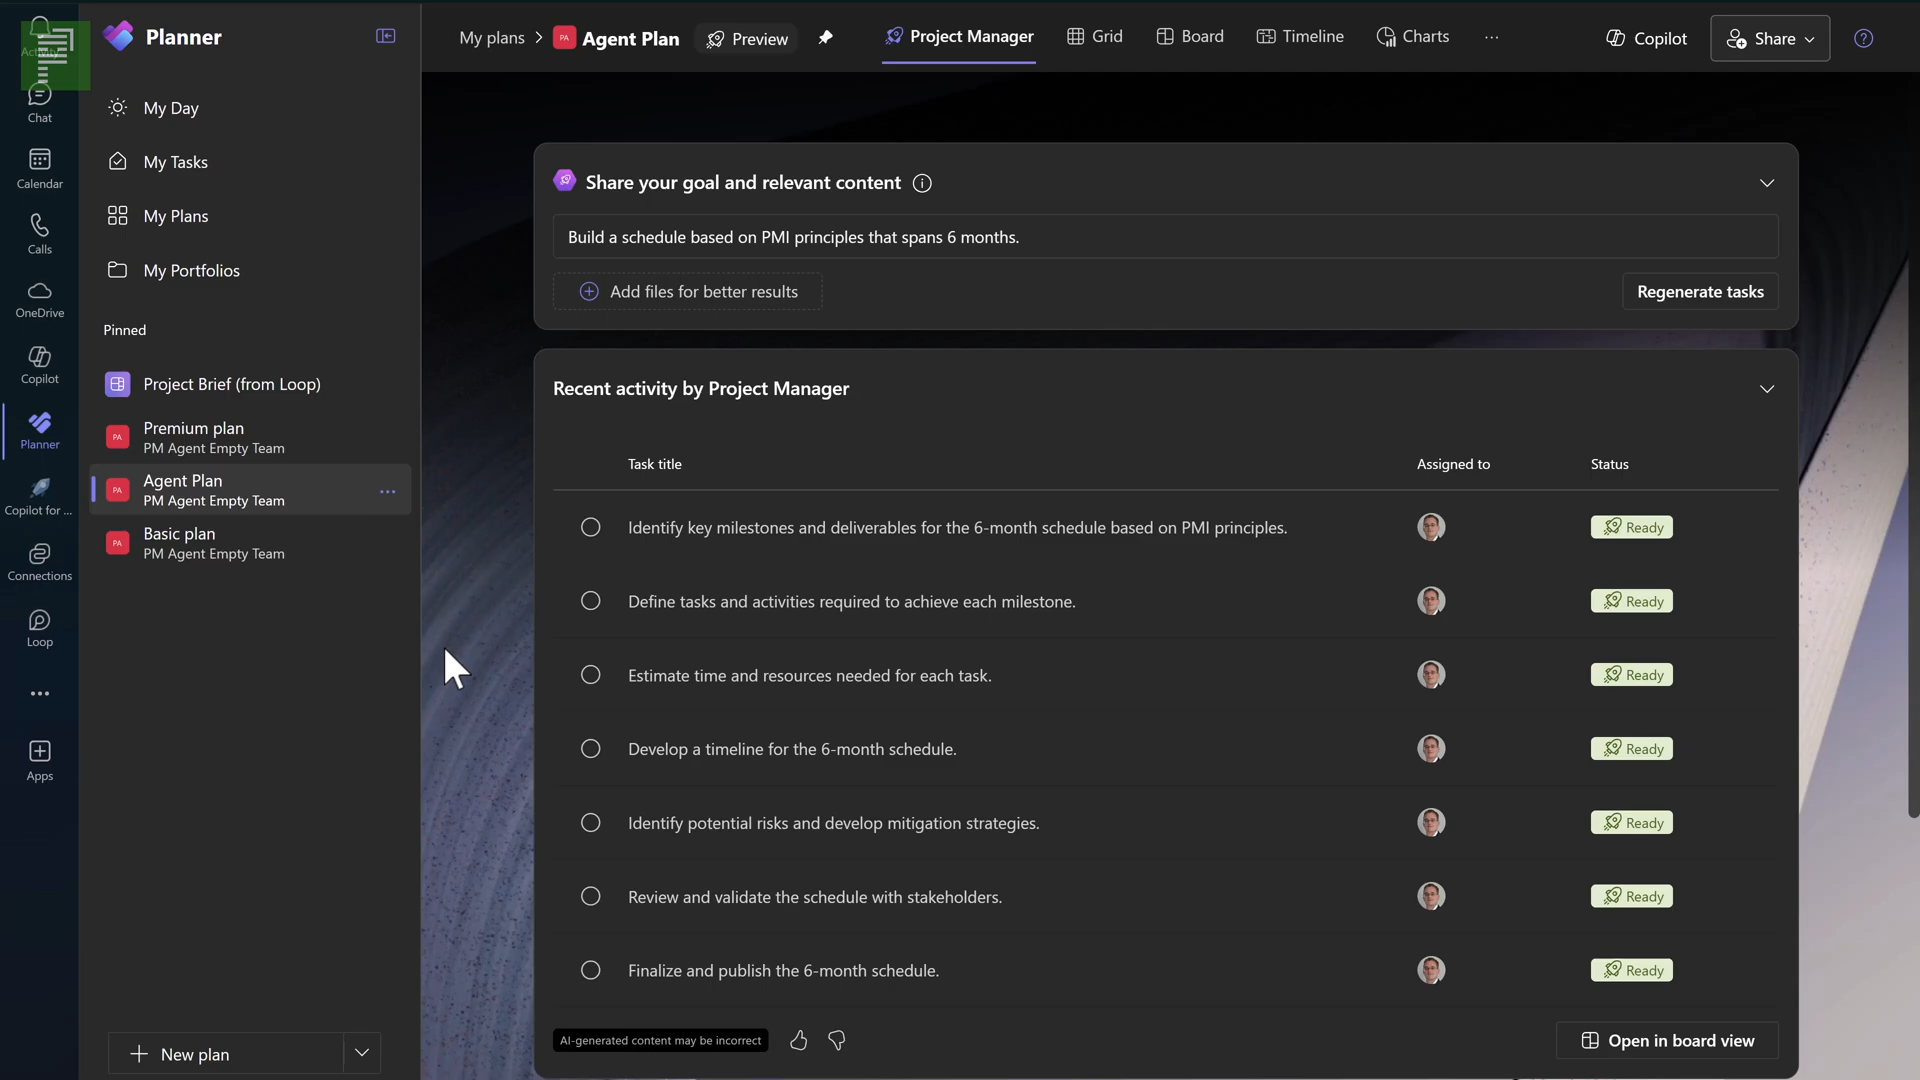 Planner
My plans > PA Agent Plan Preview
Project Manager
Grid
Board
Timeline
Charts
...
Copilot
Share
Chat
Calendar
Calls
OneDrive
Copilot
Planner
Copilot for ...
Connections
Loop
Apps
My Day
My Tasks
My Plans
My Portfolios
Pinned
Project Brief (from Loop)
PA Premium plan
PM Agent Empty Team
PA Agent Plan
PM Agent Empty Team
PA Basic plan
PM Agent Empty Team
New plan
Share your goal and relevant content
Build a schedule based on PMI principles that spans 6 months.
Add files for better results
Regenerate tasks
Recent activity by Project Manager
Task title Assigned to Status
Identify key milestones and deliverables for the 6-month schedule based on PMI principles. Ready
Define tasks and activities required to achieve each milestone. Ready
Estimate time and resources needed for each task. Ready
Develop a timeline for the 6-month schedule. Ready
Identify potential risks and develop mitigation strategies. Ready
Review and validate the schedule with stakeholders. Ready
Finalize and publish the 6-month schedule. Ready
AI-generated content may be incorrect
Open in board view